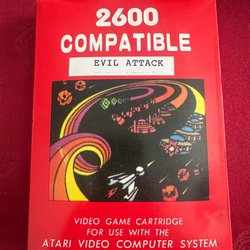 2600
COMPATIBLE
EVIL ATTACK
VIDEO GAME CARTRIDGE
FOR USE WITH THE
ATARI VIDEO COMPUTER SYSTEM